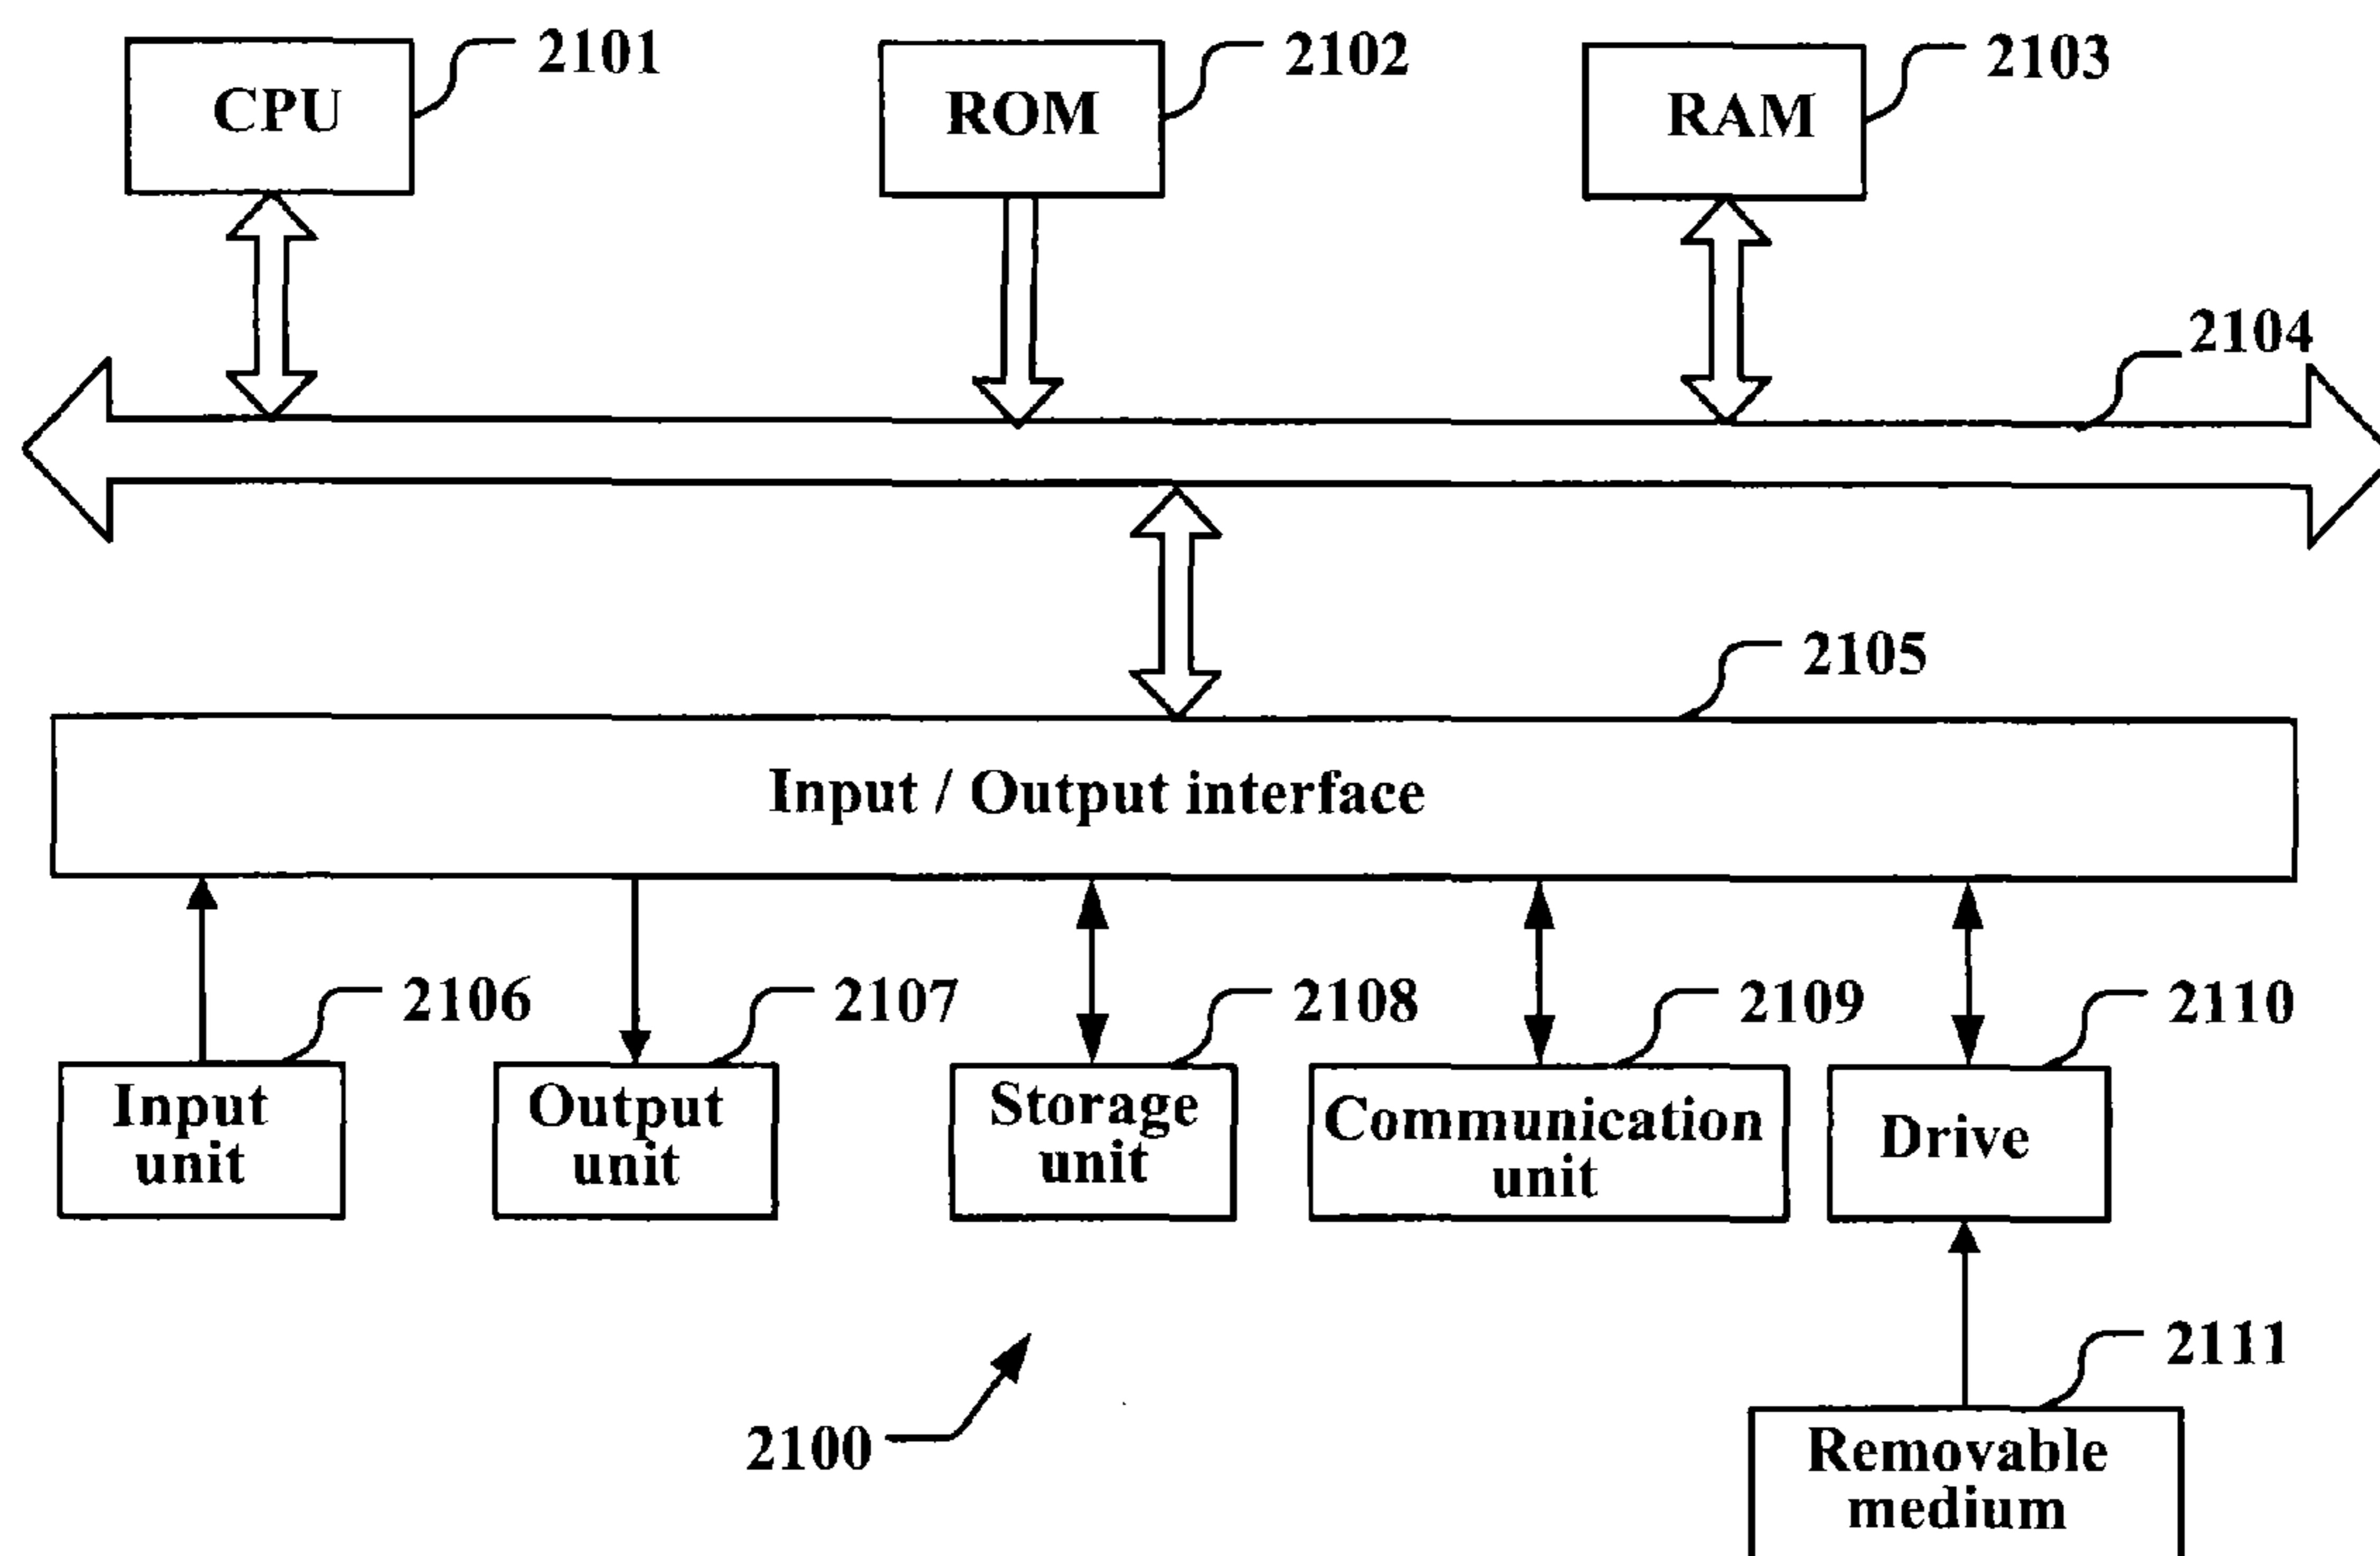 CPU
2101
ROM
2102
RAM
2103
2104
2105
Input / Output interface
2106
2107
2108
2109
2110
Input
unit
Output
unit
Storage
unit
Communication
unit
Drive
2111
2100
Removable
medium